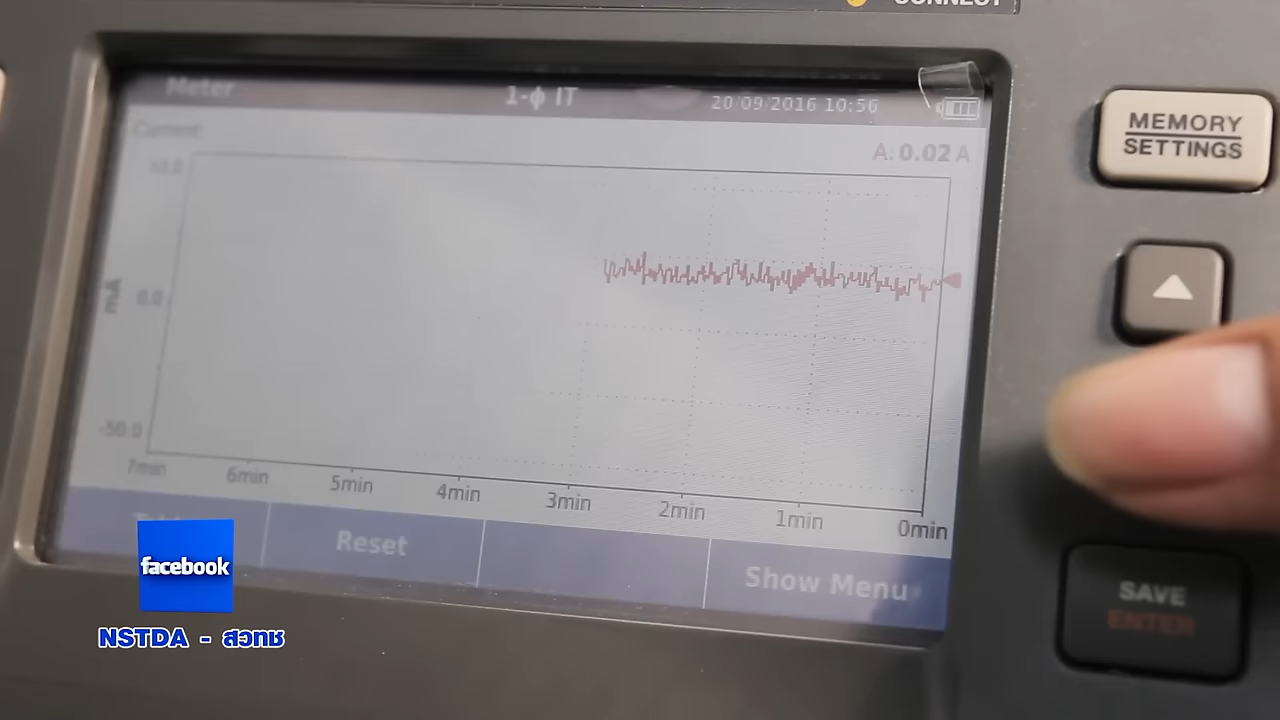 CONNECT
Meter
1-ϕ IT
20/09/2016 10:56
Current
A: 0.02 A
50.0
mA
0.0
-50.0
7min 6min 5min 4min 3min 2min 1min 0min
Reset
Show Menu
MEMORY
SETTINGS
SAVE
ENTER
facebook
NSTDA - สวทช